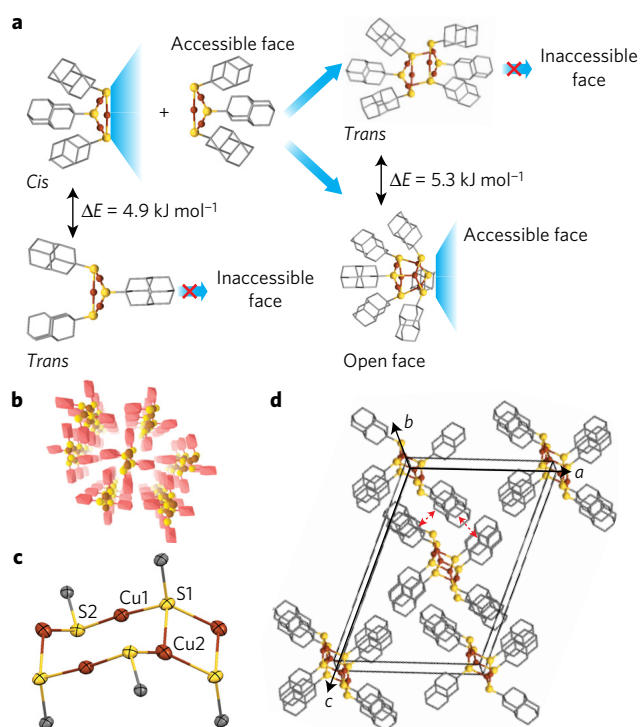 a
Accessible face
Inaccessible
face
+
Trans
Cis
ΔE = 4.9 kJ mol⁻¹
ΔE = 5.3 kJ mol⁻¹
Accessible face
Inaccessible
face
Trans
Open face
b
d
b
a
c
c
Cu1
S1
S2
Cu2